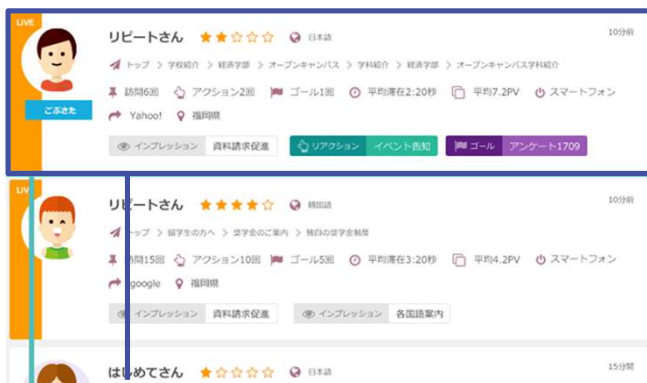 LIVE
リピートさん ★★☆☆☆ 日本語 10分前
トップ > 学校紹介 > 経済学部 > オープンキャンパス > 学科紹介 > 経済学部 > オープンキャンパス学科紹介
訪問6回 アクション2回 ゴール1回 平均滞在2:20秒 平均7.2PV スマートフォン
ごぶさた
Yahoo! 福岡県
インプレッション 資料請求促進 リアクション イベント告知 ゴール アンケート1709
LIVE
リピートさん ★★★★☆ 韓国語 10分前
トップ > 留学生の方へ > 奨学金のご案内 > 独自の奨学金制度
訪問15回 アクション10回 ゴール5回 平均滞在3:20秒 平均4.2PV スマートフォン
google 福岡県
インプレッション 資料請求促進 インプレッション 各国語案内
はじめてさん ★☆☆☆☆ 日本語 15分間